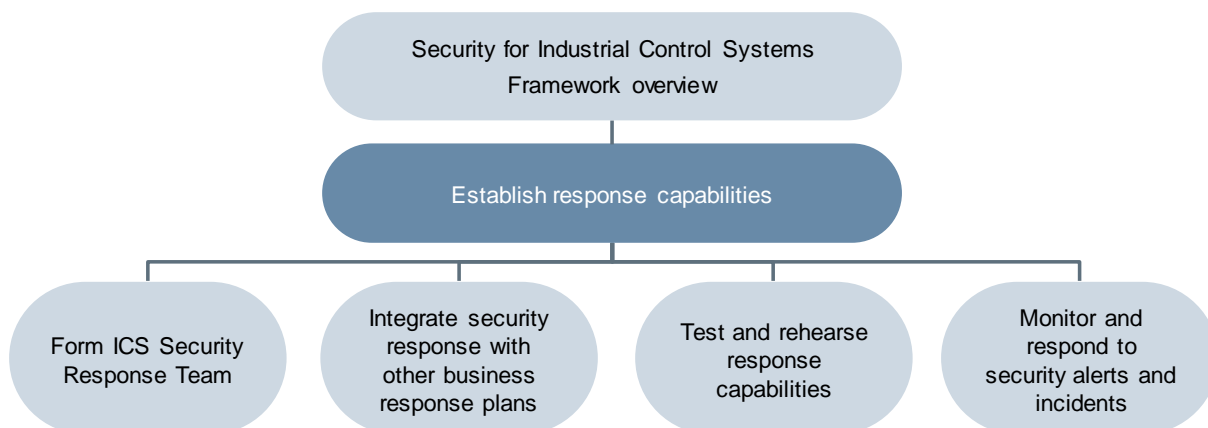 Security for Industrial Control Systems
Framework overview
Establish response capabilities
Form ICS Security
Response Team
Integrate security
response with
other business
response plans
Test and rehearse
response
capabilities
Monitor and
respond to
security alerts and
incidents